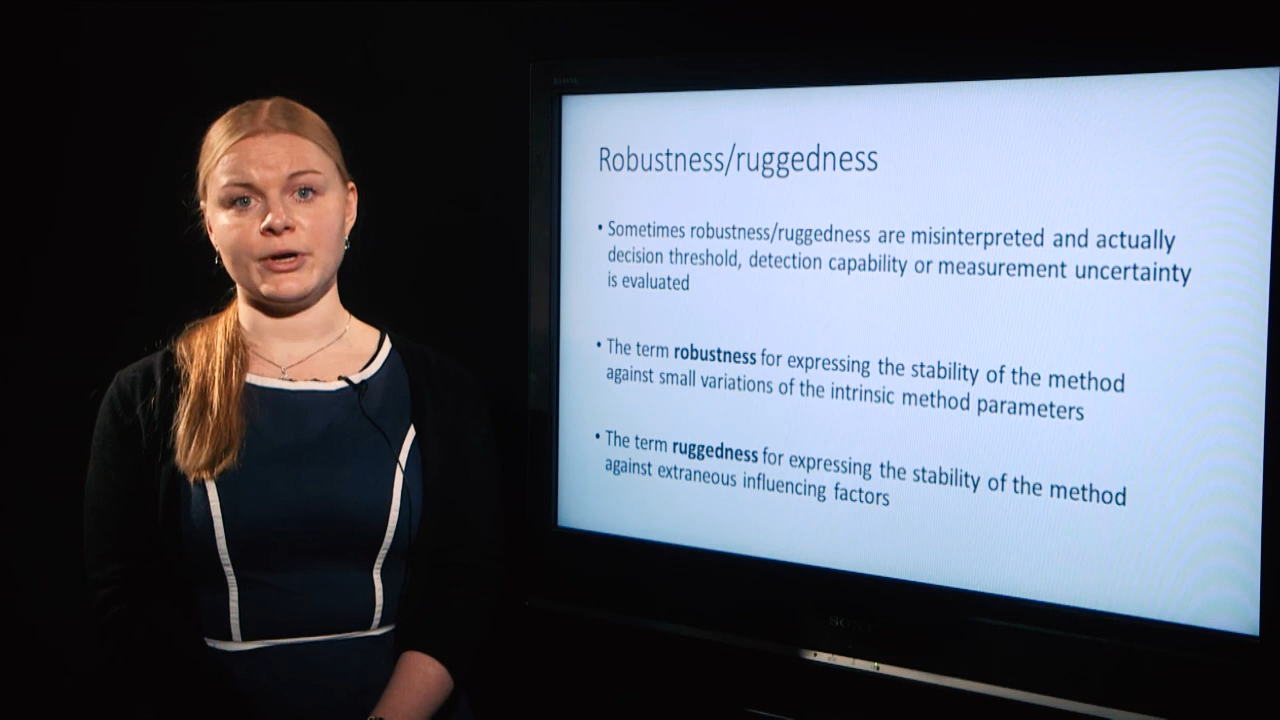 Robustness/ruggedness
• Sometimes robustness/ruggedness are misinterpreted and actually
decision threshold, detection capability or measurement uncertainty
is evaluated
• The term robustness for expressing the stability of the method
against small variations of the intrinsic method parameters
• The term ruggedness for expressing the stability of the method
against extraneous influencing factors
SONY